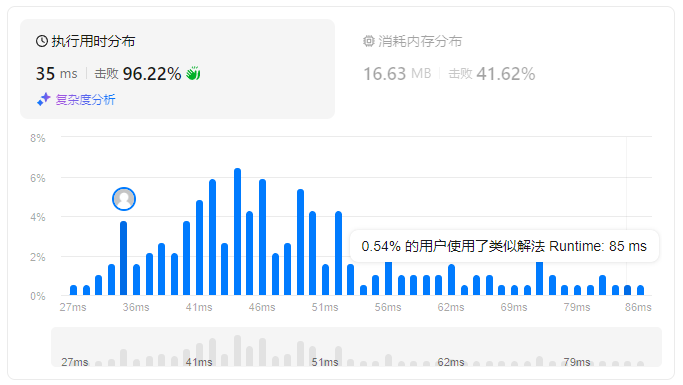 执行用时分布
消耗内存分布
35 ms 击败 96.22%
16.63 MB 击败 41.62%
复杂度分析
8%
6%
4%
0.54% 的用户使用了类似解法 Runtime: 85 ms
2%
0%
27ms 36ms 41ms 46ms 51ms 56ms 62ms 69ms 79ms 86ms
27ms 41ms 51ms 62ms 79ms